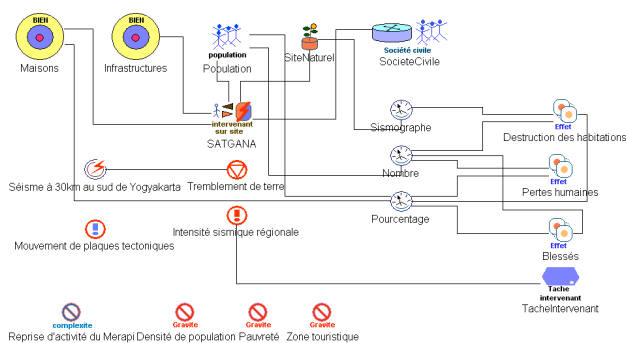 BIEN
Maisons
BIEN
Infrastructures
population
Population
SiteNaturel
Société civile
SocieteCivile
intervenant
sur site
SATGANA
Sismographe
Effet
Destruction des habitations
Nombre
Effet
Pertes humaines
Séisme à 30km au sud de Yogyakarta
Tremblement de terre
Pourcentage
Mouvement de plaques tectoniques
Intensité sismique régionale
Effet
Blessés
Tache
intervenant
TacheIntervenant
complexite
Reprise d'activité du Merapi
Gravite
Densité de population
Gravite
Pauvreté
Gravite
Zone touristique